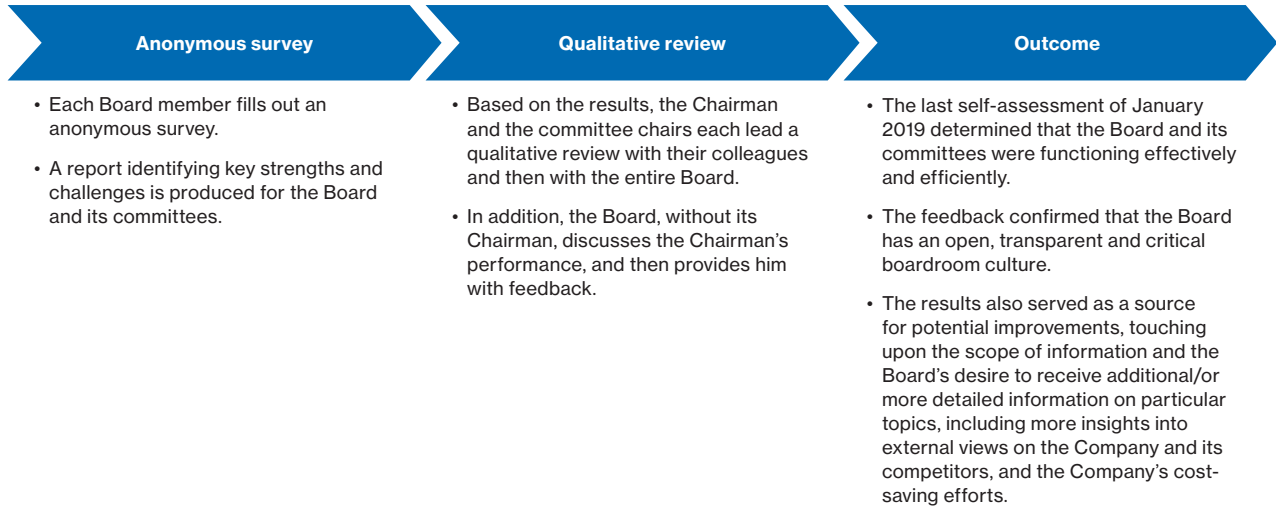 Anonymous survey
• Each Board member fills out an
anonymous survey.
• A report identifying key strengths and
challenges is produced for the Board
and its committees.
Qualitative review
• Based on the results, the Chairman
and the committee chairs each lead a
qualitative review with their colleagues
and then with the entire Board.
• In addition, the Board, without its
Chairman, discusses the Chairman’s
performance, and then provides him
with feedback.
Outcome
• The last self-assessment of January
2019 determined that the Board and its
committees were functioning effectively
and efficiently.
• The feedback confirmed that the Board
has an open, transparent and critical
boardroom culture.
• The results also served as a source
for potential improvements, touching
upon the scope of information and the
Board’s desire to receive additional/or
more detailed information on particular
topics, including more insights into
external views on the Company and its
competitors, and the Company’s cost-
saving efforts.